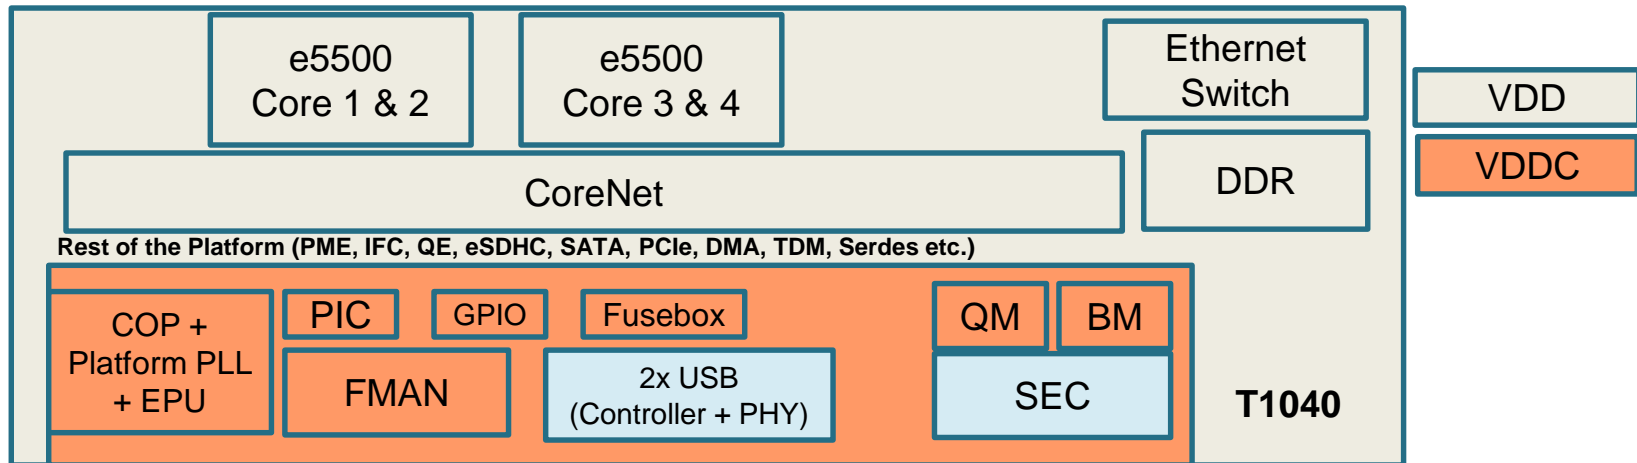 e5500
Core 1 & 2
e5500
Core 3 & 4
Ethernet
Switch
VDD
VDDC
CoreNet
DDR
Rest of the Platform (PME, IFC, QE, eSDHC, SATA, PCIe, DMA, TDM, Serdes etc.)
COP +
Platform PLL
+ EPU
PIC
GPIO
Fusebox
QM
BM
FMAN
2x USB
(Controller + PHY)
SEC
T1040